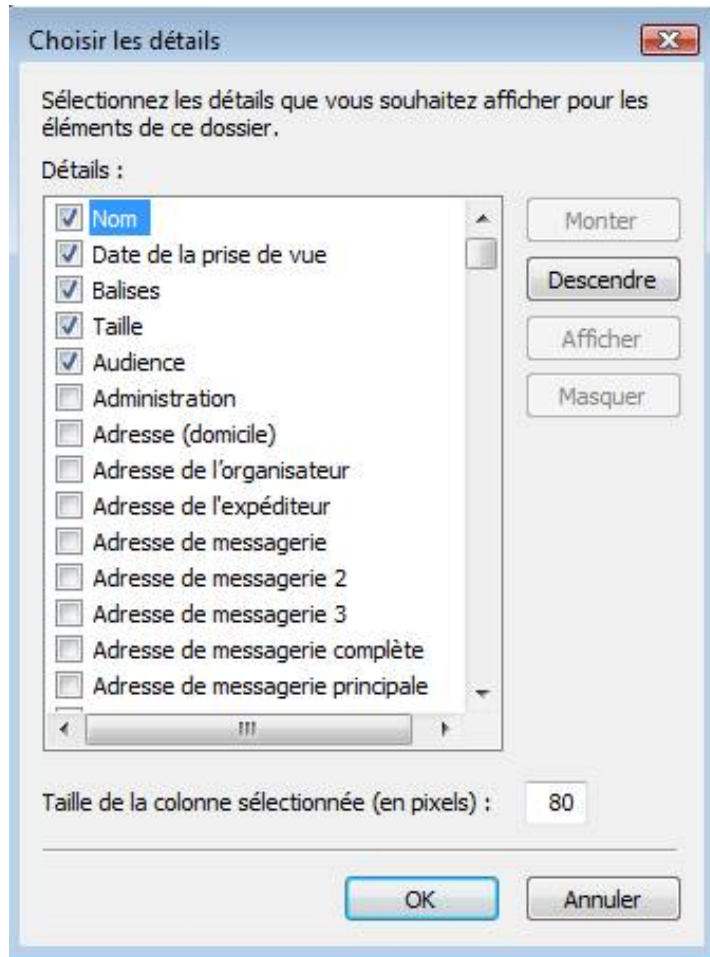 Choisir les détails
Sélectionnez les détails que vous souhaitez afficher pour les
éléments de ce dossier.
Détails :
Nom
Date de la prise de vue
Balises
Taille
Audience
Administration
Adresse (domicile)
Adresse de l’organisateur
Adresse de l'expéditeur
Adresse de messagerie
Adresse de messagerie 2
Adresse de messagerie 3
Adresse de messagerie complète
Adresse de messagerie principale
Monter
Descendre
Afficher
Masquer
Taille de la colonne sélectionnée (en pixels) : 80
OK
Annuler